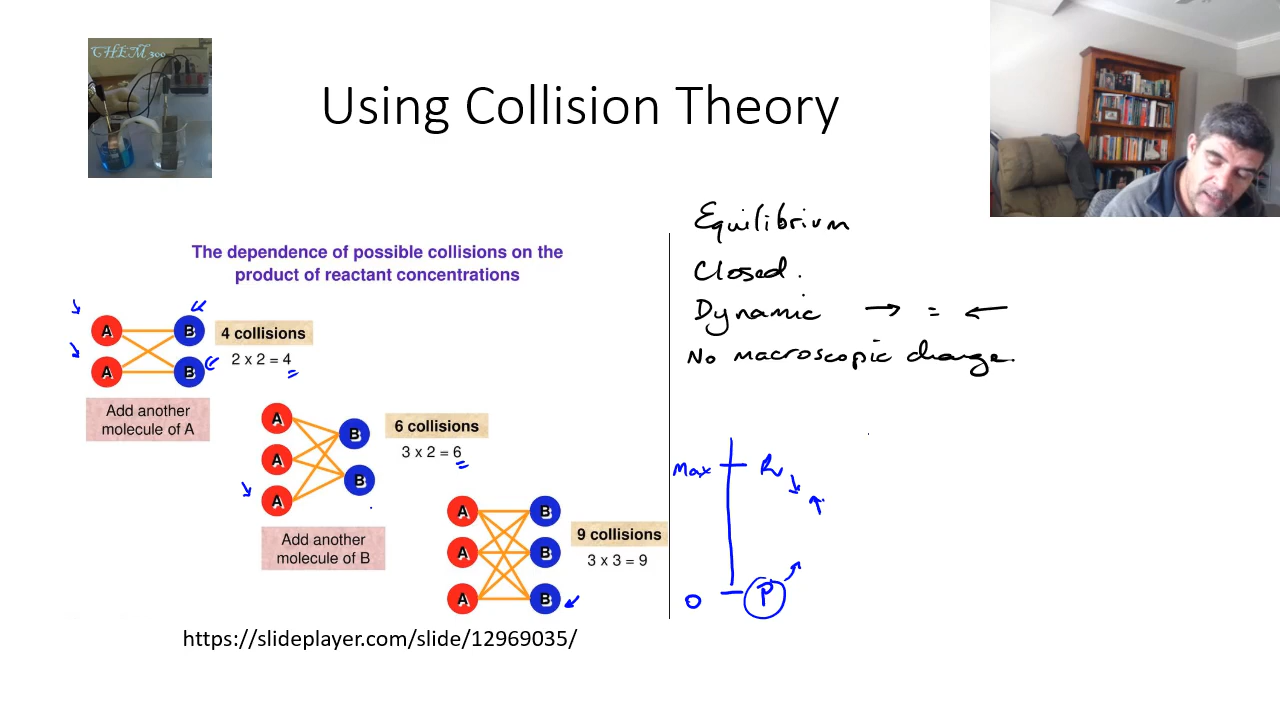 CHEM 300
Using Collision Theory
The dependence of possible collisions on the
product of reactant concentrations
A B
4 collisions
A B
2 x 2 = 4
Add another
molecule of A
A
B
6 collisions
A
3 x 2 = 6
B
A
Add another
molecule of B
A B
9 collisions
A B
3 x 3 = 9
A B
https://slideplayer.com/slide/12969035/
Equilibrium
Closed.
Dynamic → = ←
No macroscopic change.
Max
0 P